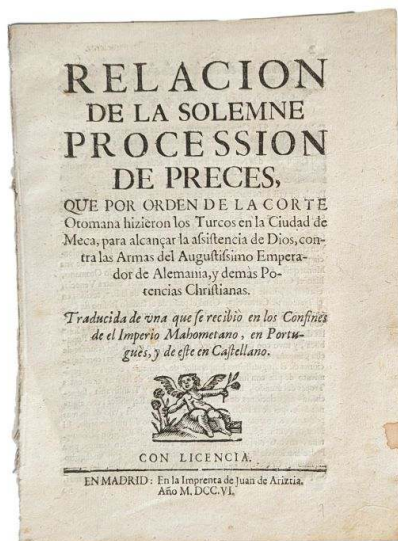 RELACION
DE LA SOLEMNE
PROCESSION
DE PRECES,
QUE POR ORDEN DE LA CORTE
Otomana hizieron los Turcos en la Ciudad de
Meca, para alcançar la aſsiſtencia de Dios, con-
tra las Armas del Auguſtiſsimo Empera-
dor de Alemania, y demàs Po-
tencias Chriſtianas.
Traducida de vna que ſe recibiò en los Confines
de el Imperio Mahometano, en Portu-
guès, y de eſte en Caſtellano.
CON LICENCIA.
EN MADRID: En la Imprenta de Juan de Ariztia.
Año M.DCC.VI.